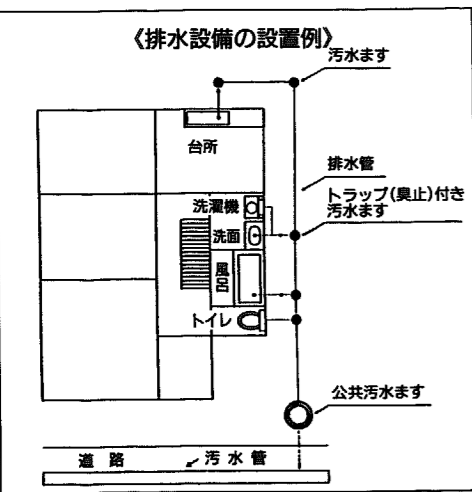 《排水設備の設置例》
汚水ます
台所
排水管
トラップ(臭止)付き
汚水ます
洗濯機
洗面
風呂
トイレ
公共汚水ます
道路
汚水管